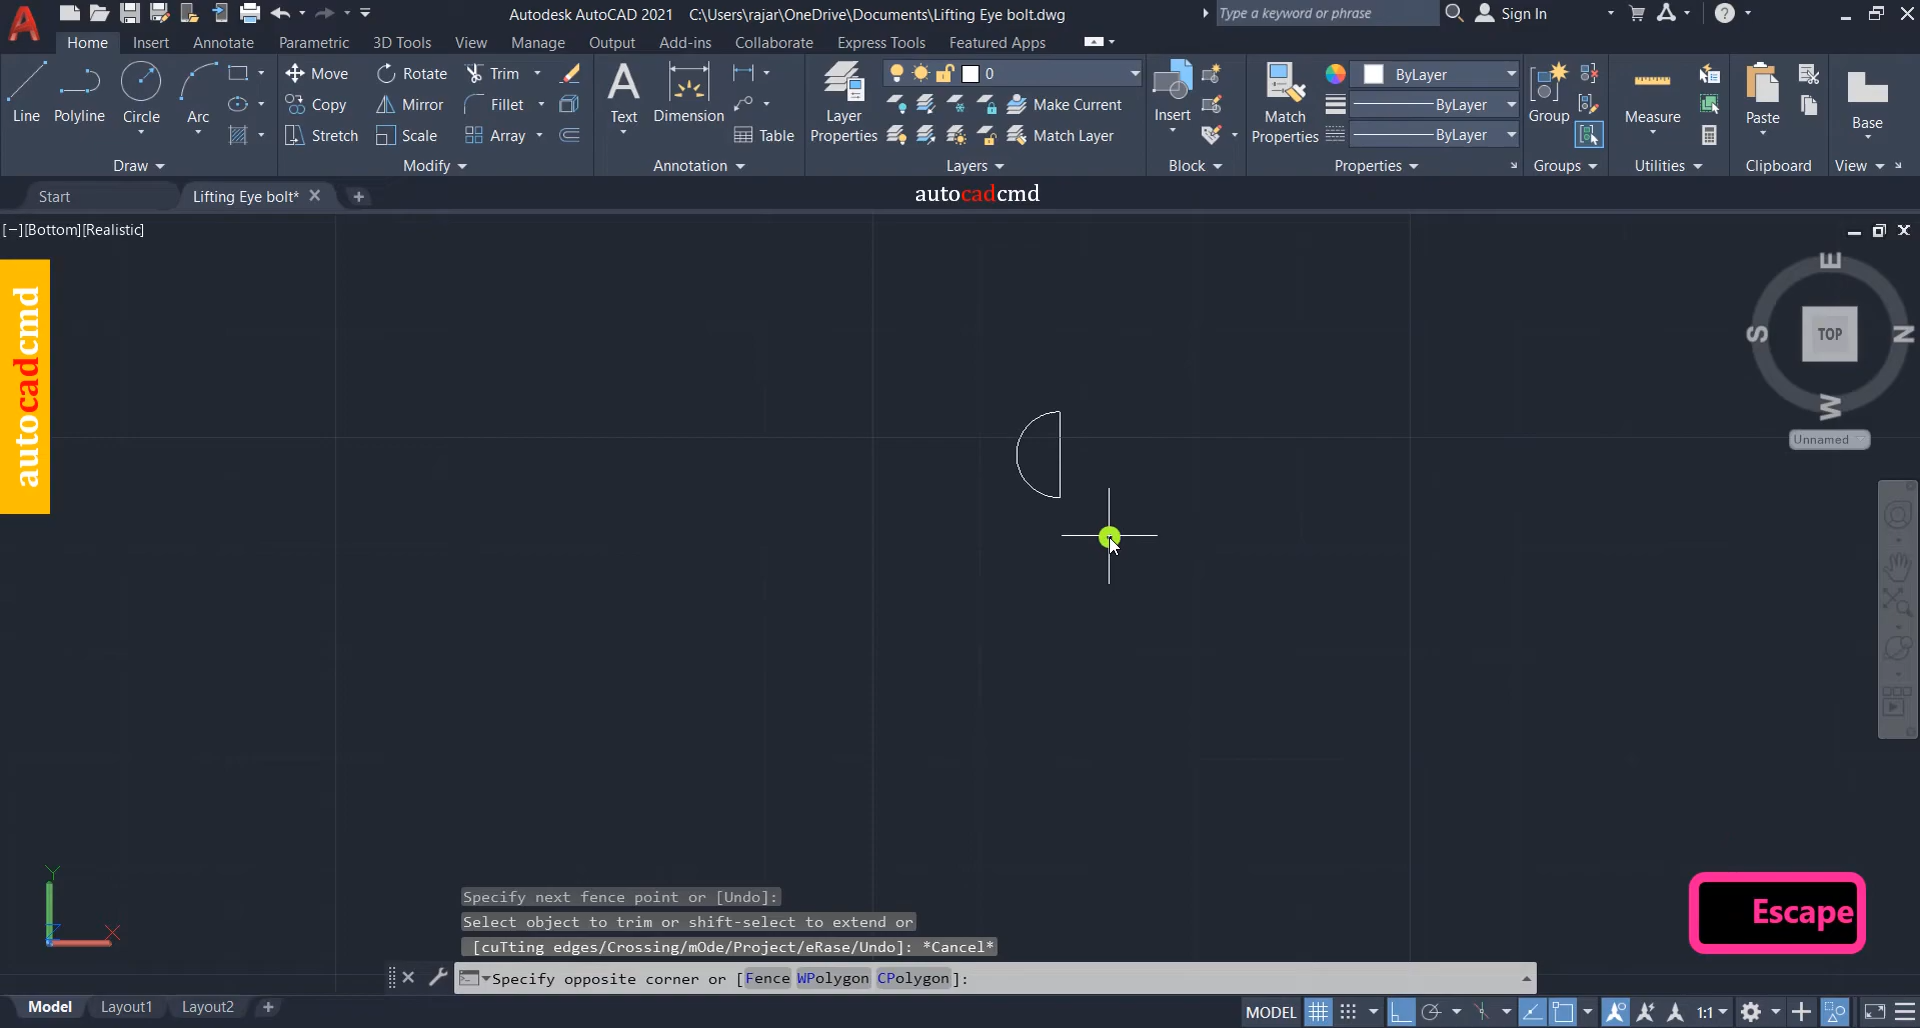 Autodesk AutoCAD 2021 C:\Users\rajar\OneDrive\Documents\Lifting Eye bolt.dwg
Type a keyword or phrase
Sign In
Home Insert Annotate Parametric 3D Tools View Manage Output Add-ins Collaborate Express Tools Featured Apps
Line
Polyline
Circle
Arc
Move
Rotate
Trim
Copy
Mirror
Fillet
Stretch
Scale
Array
Text
Dimension
Table
Layer
Properties
0
Make Current
Match Layer
Insert
Match
Properties
ByLayer
ByLayer
ByLayer
Group
Measure
Paste
Base
Draw
Modify
Annotation
Layers
Block
Properties
Groups
Utilities
Clipboard
View
Start
Lifting Eye bolt*
autocadcmd
[−][Bottom][Realistic]
autocadcmd
E
S
TOP
N
W
Unnamed
Y
X
Escape
Specify next fence point or [Undo]:
Select object to trim or shift-select to extend or
[cuTting edges/Crossing/mOde/Project/eRase/Undo]: *Cancel*
Specify opposite corner or [Fence WPolygon CPolygon]:
Model Layout1 Layout2
MODEL
1:1